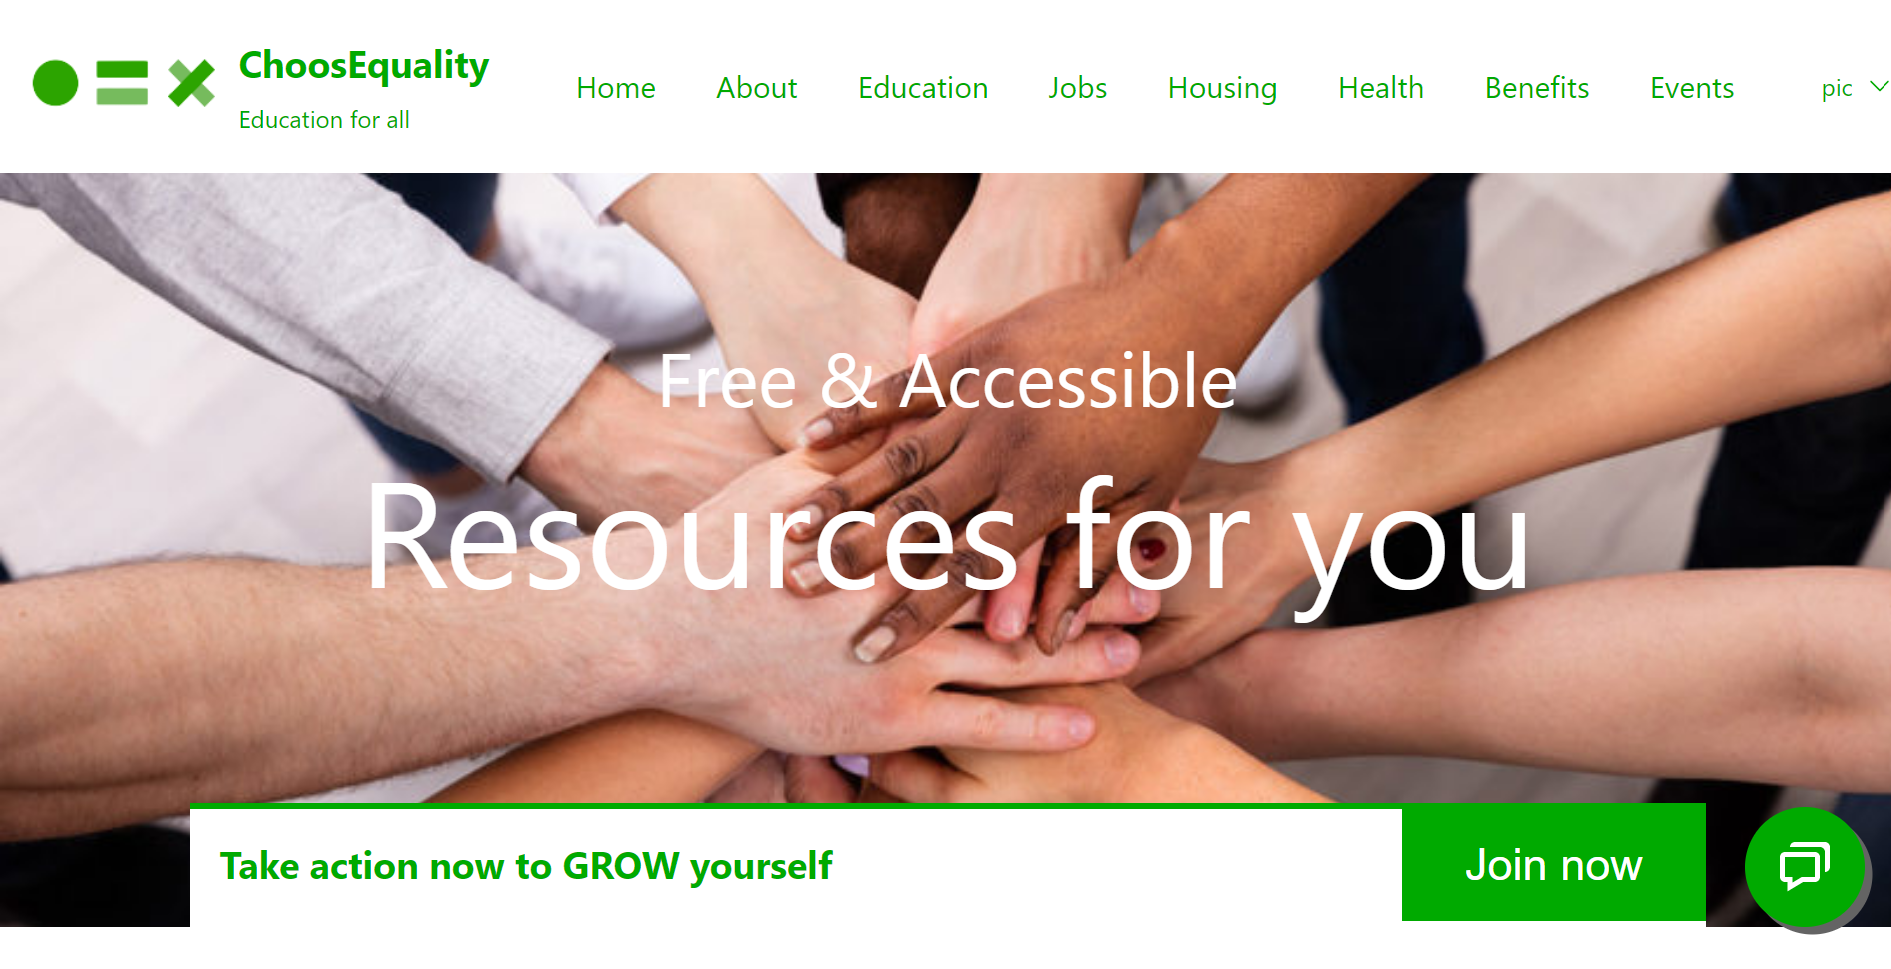 ChoosEquality
Education for all
Home About Education Jobs Housing Health Benefits Events pic
Free & Accessible
Resources for you
Take action now to GROW yourself
Join now